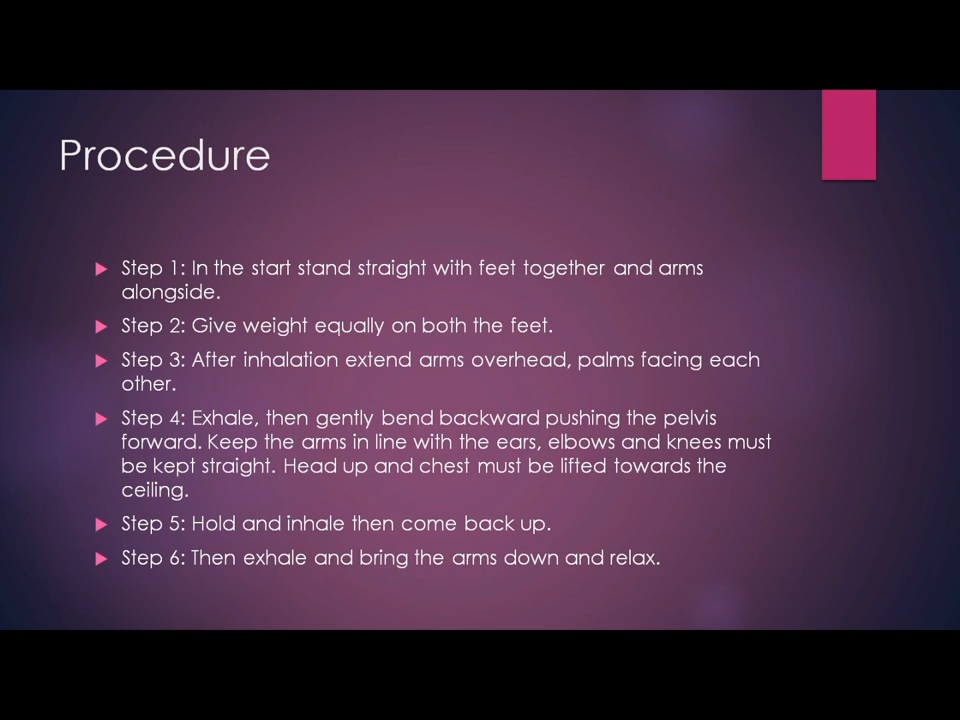 Procedure
Step 1: In the start stand straight with feet together and arms
alongside.
Step 2: Give weight equally on both the feet.
Step 3: After inhalation extend arms overhead, palms facing each
other.
Step 4: Exhale, then gently bend backward pushing the pelvis
forward. Keep the arms in line with the ears, elbows and knees must
be kept straight. Head up and chest must be lifted towards the
ceiling.
Step 5: Hold and inhale then come back up.
Step 6: Then exhale and bring the arms down and relax.